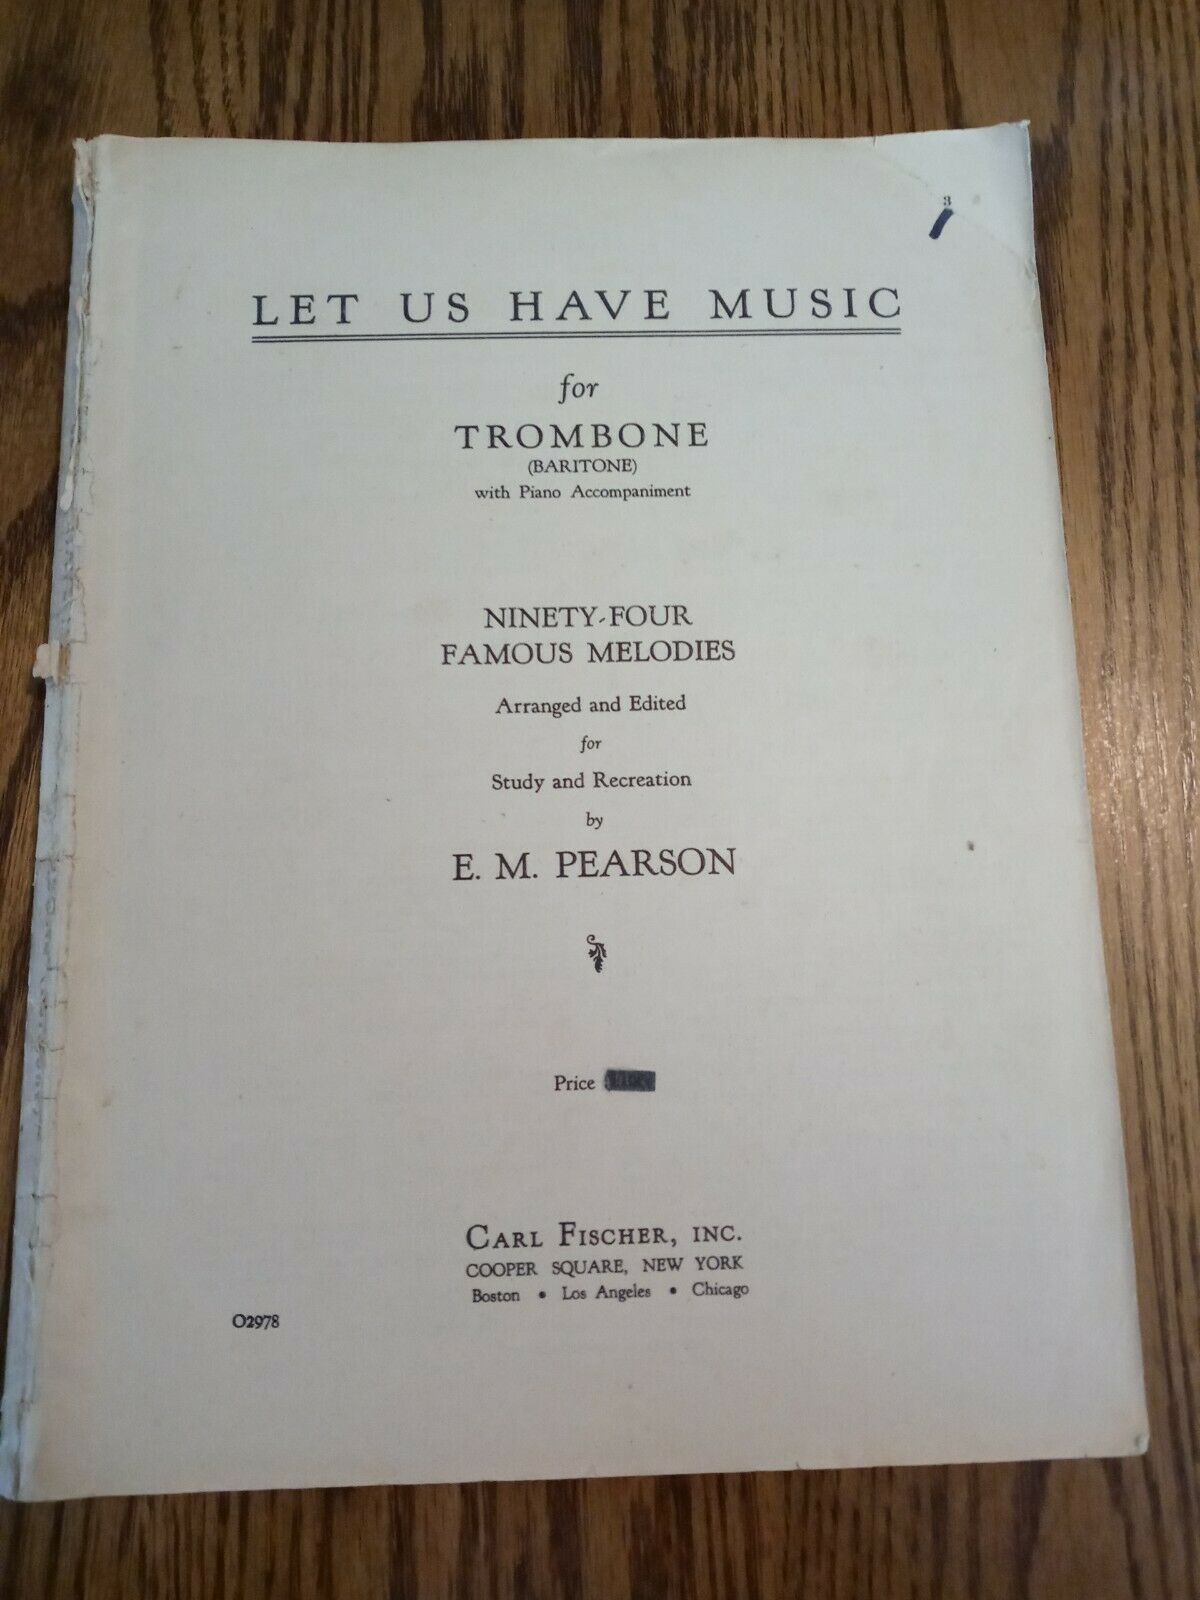 3
LET US HAVE MUSIC
for
TROMBONE
(BARITONE)
with Piano Accompaniment
NINETY-FOUR
FAMOUS MELODIES
Arranged and Edited
for
Study and Recreation
by
E. M. PEARSON
Price
CARL FISCHER, INC.
COOPER SQUARE, NEW YORK
Boston • Los Angeles • Chicago
O2978